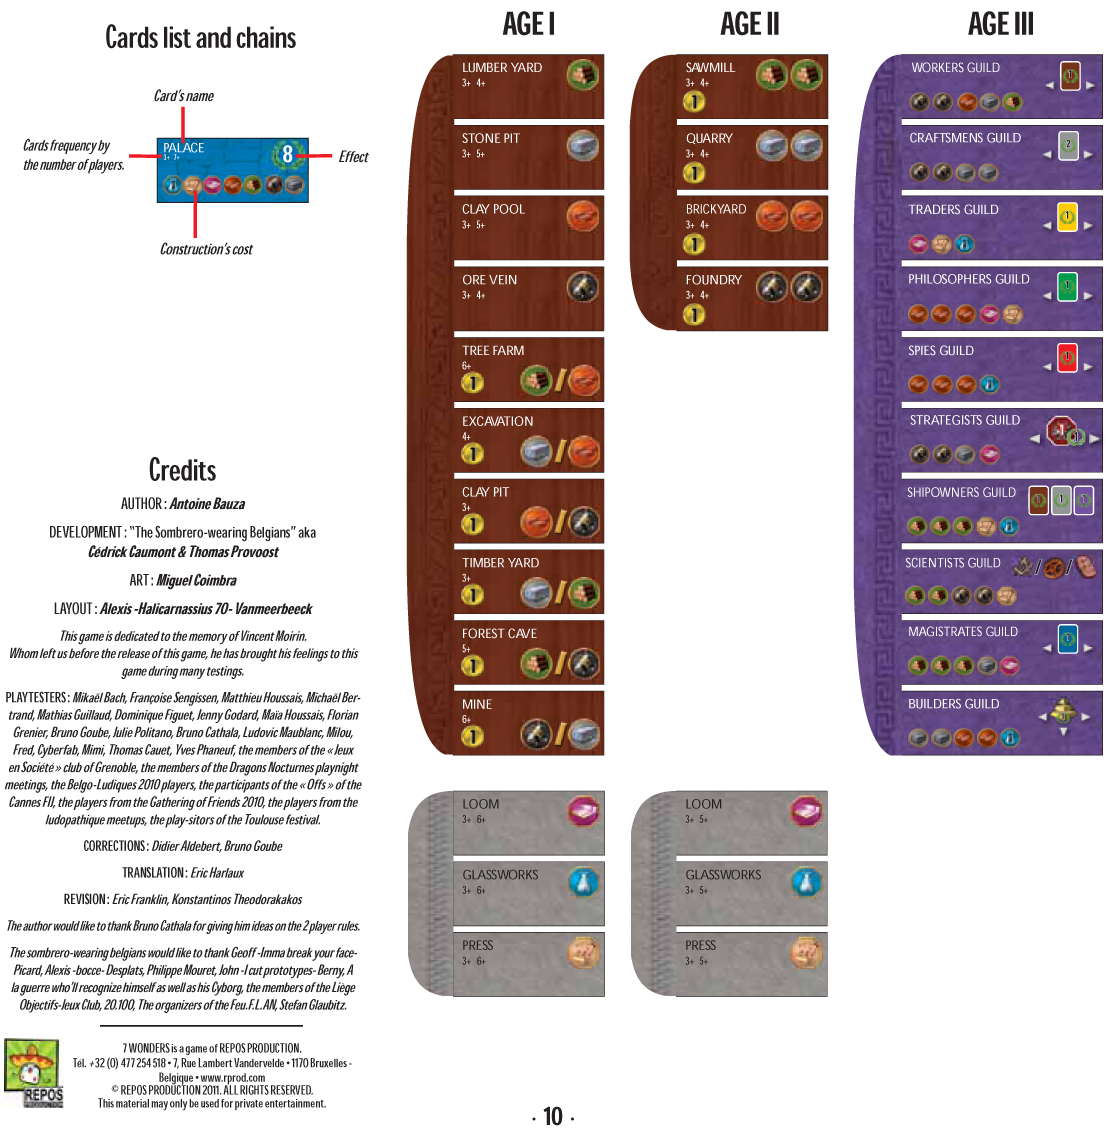 Cards list and chains
Card's name
Cards frequency by
the number of players.
PALACE
3+ 7+
8
Effect
Construction's cost
Credits
AUTHOR : Antoine Bauza
DEVELOPMENT : "The Sombrero-wearing Belgians" aka
Cédrick Caumont & Thomas Provoost
ART : Miguel Coimbra
LAYOUT : Alexis -Halicarnassius 70- Vanmeerbeeck
This game is dedicated to the memory of Vincent Moirin.
Whom left us before the release of this game, he has brought his feelings to this
game during many testings.
PLAYTESTERS : Mikaël Bach, Françoise Sengissen, Matthieu Houssais, Michaël Ber-
trand, Mathias Guillaud, Dominique Figuet, Jenny Godard, Maïa Houssais, Florian
Grenier, Bruno Goube, Julie Politano, Bruno Cathala, Ludovic Maublanc, Milou,
Fred, Cyberfab, Mimi, Thomas Cauet, Yves Phaneuf, the members of the « Jeux
en Société » club of Grenoble, the members of the Dragons Nocturnes playnight
meetings, the Belgo-Ludiques 2010 players, the participants of the « Offs » of the
Cannes FIJ, the players from the Gathering of Friends 2010, the players from the
ludopathique meetups, the play-sitors of the Toulouse festival.
CORRECTIONS : Didier Aldebert, Bruno Goube
TRANSLATION : Eric Harlaux
REVISION : Eric Franklin, Konstantinos Theodorakakos
The author would like to thank Bruno Cathala for giving him ideas on the 2 player rules.
The sombrero-wearing belgians would like to thank Geoff -Imma break your face-
Picard, Alexis -bocce- Desplats, Philippe Mouret, John -I cut prototypes- Berny, A
la guerre who'll recognize himself as well as his Cyborg, the members of the Liège
Objectifs-Jeux Club, 20.100, The organizers of the Feu.F.L.AN, Stefan Glaubitz.
REPOS
PRODUCTION
7 WONDERS is a game of REPOS PRODUCTION.
Tél. +32 (0) 477 254 518 • 7, Rue Lambert Vandervelde • 1170 Bruxelles -
Belgique • www.rprod.com
© REPOS PRODUCTION 2011. ALL RIGHTS RESERVED.
This material may only be used for private entertainment.
AGE I
LUMBER YARD
3+ 4+
STONE PIT
3+ 5+
CLAY POOL
3+ 5+
ORE VEIN
3+ 4+
TREE FARM
6+
1 /
EXCAVATION
4+
1 /
CLAY PIT
3+
1 /
TIMBER YARD
3+
1 /
FOREST CAVE
5+
1 /
MINE
6+
1 /
LOOM
3+ 6+
GLASSWORKS
3+ 6+
PRESS
3+ 6+
AGE II
SAWMILL
3+ 4+
1
QUARRY
3+ 4+
1
BRICKYARD
3+ 4+
1
FOUNDRY
3+ 4+
1
LOOM
3+ 5+
GLASSWORKS
3+ 5+
PRESS
3+ 5+
AGE III
WORKERS GUILD
1
CRAFTSMENS GUILD
2
TRADERS GUILD
1
PHILOSOPHERS GUILD
1
SPIES GUILD
1
STRATEGISTS GUILD
-1 1
SHIPOWNERS GUILD
1 1 1
SCIENTISTS GUILD
/ /
MAGISTRATES GUILD
1
BUILDERS GUILD
1
· 10 ·